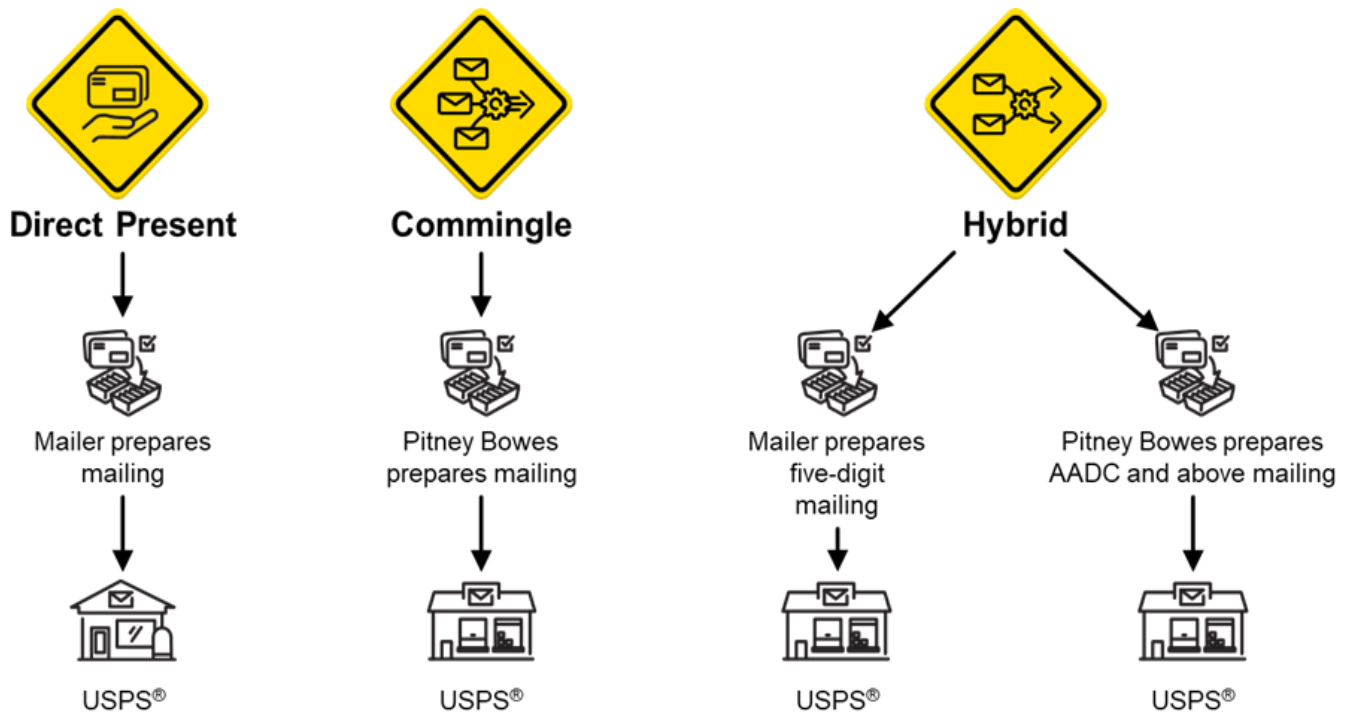 Direct Present
Mailer prepares
mailing
USPS®
Commingle
Pitney Bowes
prepares mailing
USPS®
Hybrid
Mailer prepares
five-digit
mailing
USPS®
Pitney Bowes prepares
AADC and above mailing
USPS®